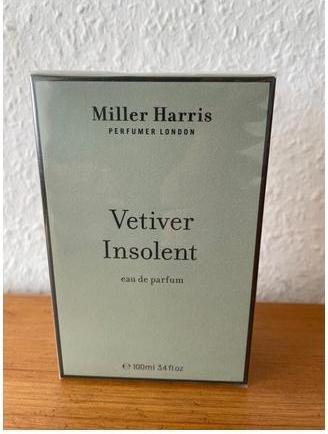 Miller Harris
PERFUMER LONDON
Vetiver
Insolent
eau de parfum
℮ 100ml 3.4 fl.oz